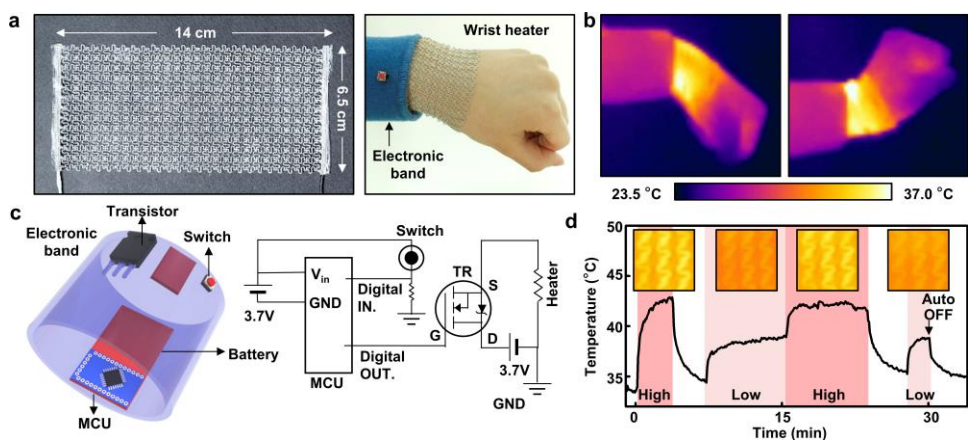 a
14 cm
6.5 cm
Wrist heater
Electronic
band
b
23.5 °C
37.0 °C
c
Transistor
Electronic
band
Switch
Battery
MCU
3.7V
V_in
GND
MCU
Digital
IN.
Digital
OUT.
Switch
TR
S
G
D
3.7V
Heater
GND
d
Temperature (°C)
50
45
40
35
High
Low
High
Low
Auto
OFF
0
15
30
Time (min)